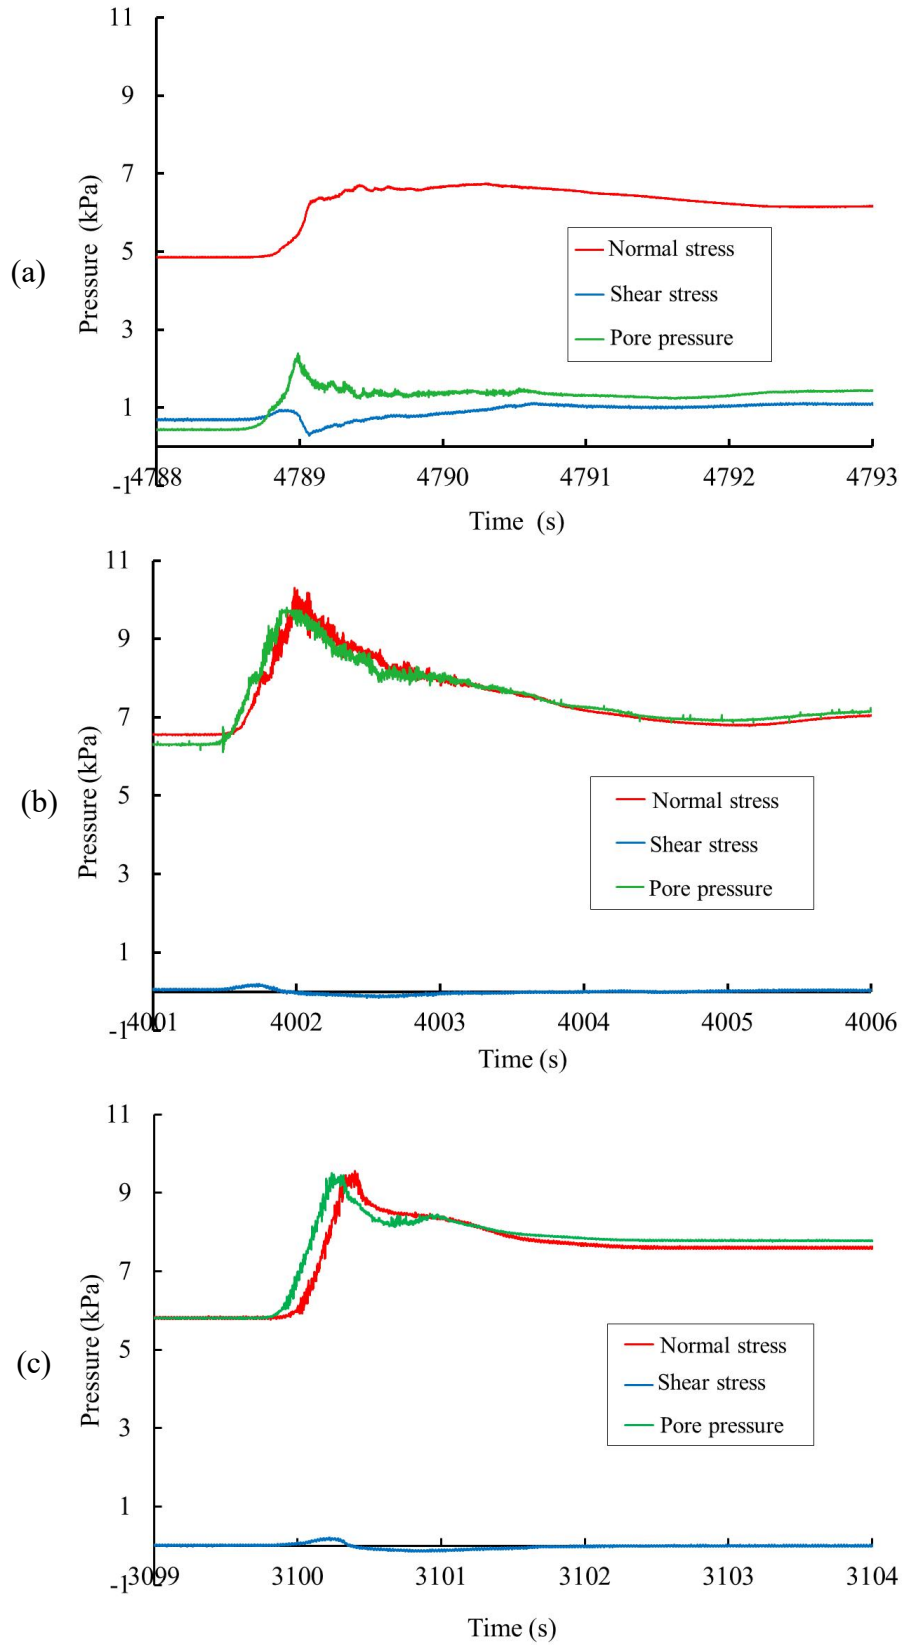 11
9
7
5
3
1
-1
Pressure (kPa)
(a)
Normal stress
Shear stress
Pore pressure
4788 4789 4790 4791 4792 4793
Time (s)
11
9
7
5
3
1
-1
Pressure (kPa)
(b)
Normal stress
Shear stress
Pore pressure
4001 4002 4003 4004 4005 4006
Time (s)
11
9
7
5
3
1
-1
Pressure (kPa)
(c)
Normal stress
Shear stress
Pore pressure
3099 3100 3101 3102 3103 3104
Time (s)